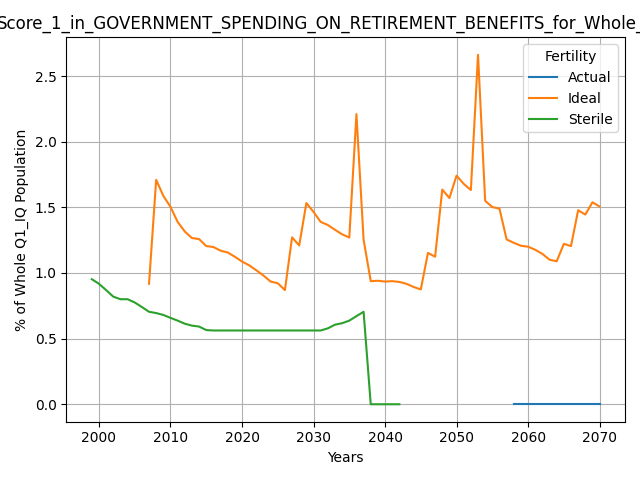 Score_1_in_GOVERNMENT_SPENDING_ON_RETIREMENT_BENEFITS_for_Whole_
Fertility
Actual
Ideal
Sterile
% of Whole Q1_IQ Population
2.5
2.0
1.5
1.0
0.5
0.0
2000 2010 2020 2030 2040 2050 2060 2070
Years